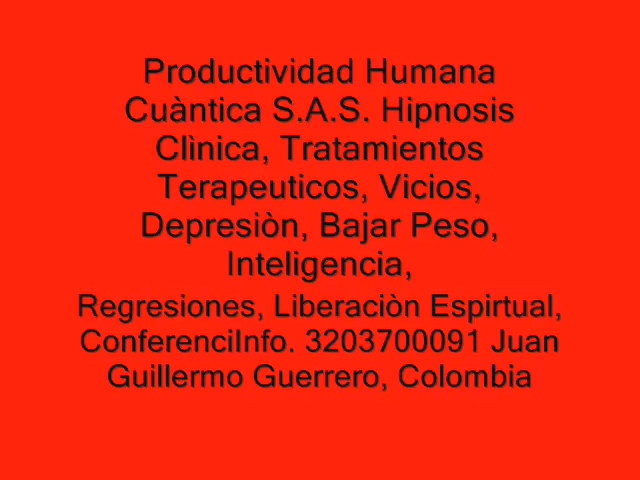 Productividad Humana
Cuàntica S.A.S. Hipnosis
Clìnica, Tratamientos
Terapeuticos, Vicios,
Depresiòn, Bajar Peso,
Inteligencia,
Regresiones, Liberaciòn Espirtual,
ConferenciInfo. 3203700091 Juan
Guillermo Guerrero, Colombia